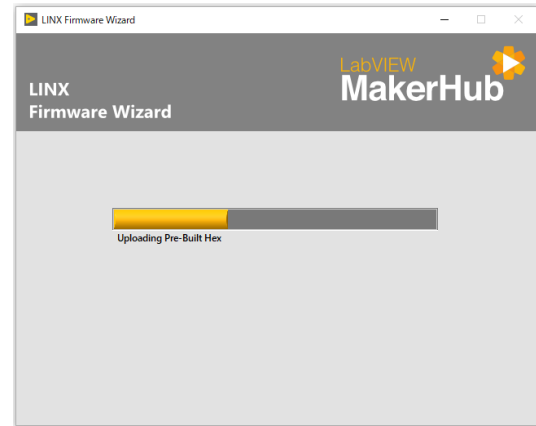 LINX Firmware Wizard
LabVIEW
MakerHub
LINX
Firmware Wizard
Uploading Pre-Built Hex